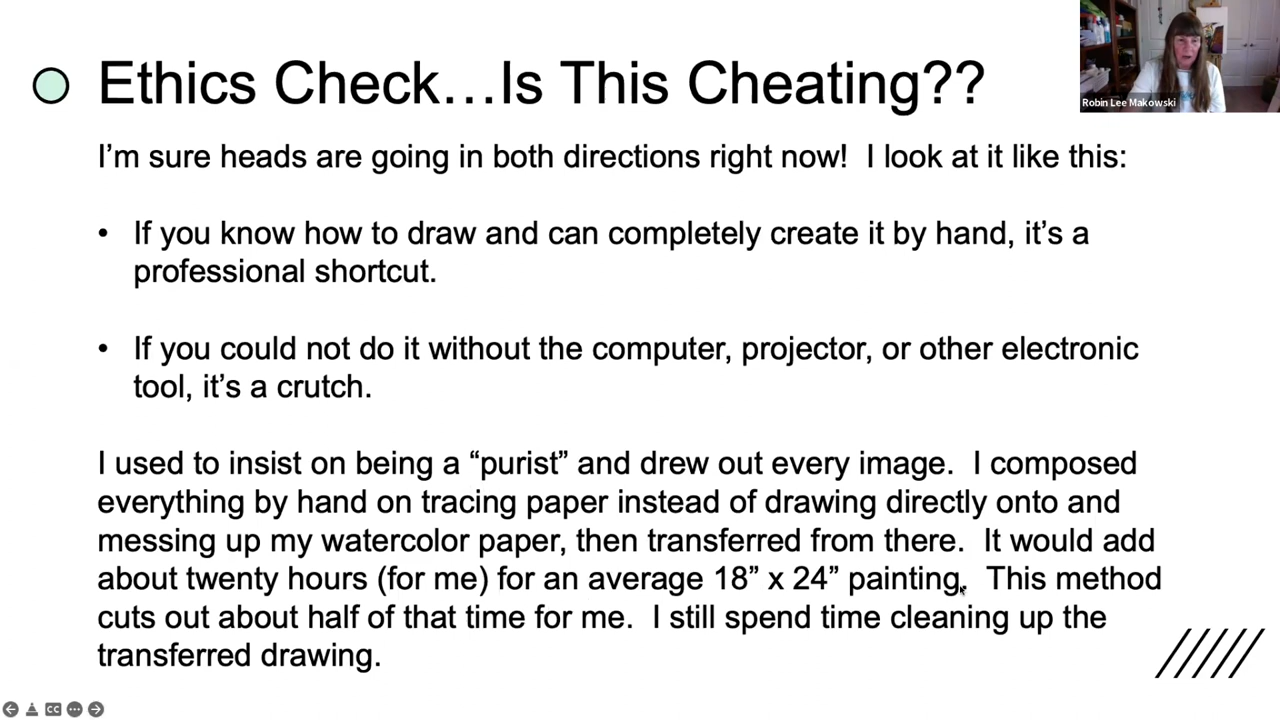 Ethics Check…Is This Cheating??
Robin Lee Makowski
I’m sure heads are going in both directions right now!  I look at it like this:
• If you know how to draw and can completely create it by hand, it’s a
professional shortcut.
• If you could not do it without the computer, projector, or other electronic
tool, it’s a crutch.
I used to insist on being a “purist” and drew out every image.  I composed
everything by hand on tracing paper instead of drawing directly onto and
messing up my watercolor paper, then transferred from there.  It would add
about twenty hours (for me) for an average 18” x 24” painting.  This method
cuts out about half of that time for me.  I still spend time cleaning up the
transferred drawing.
CC